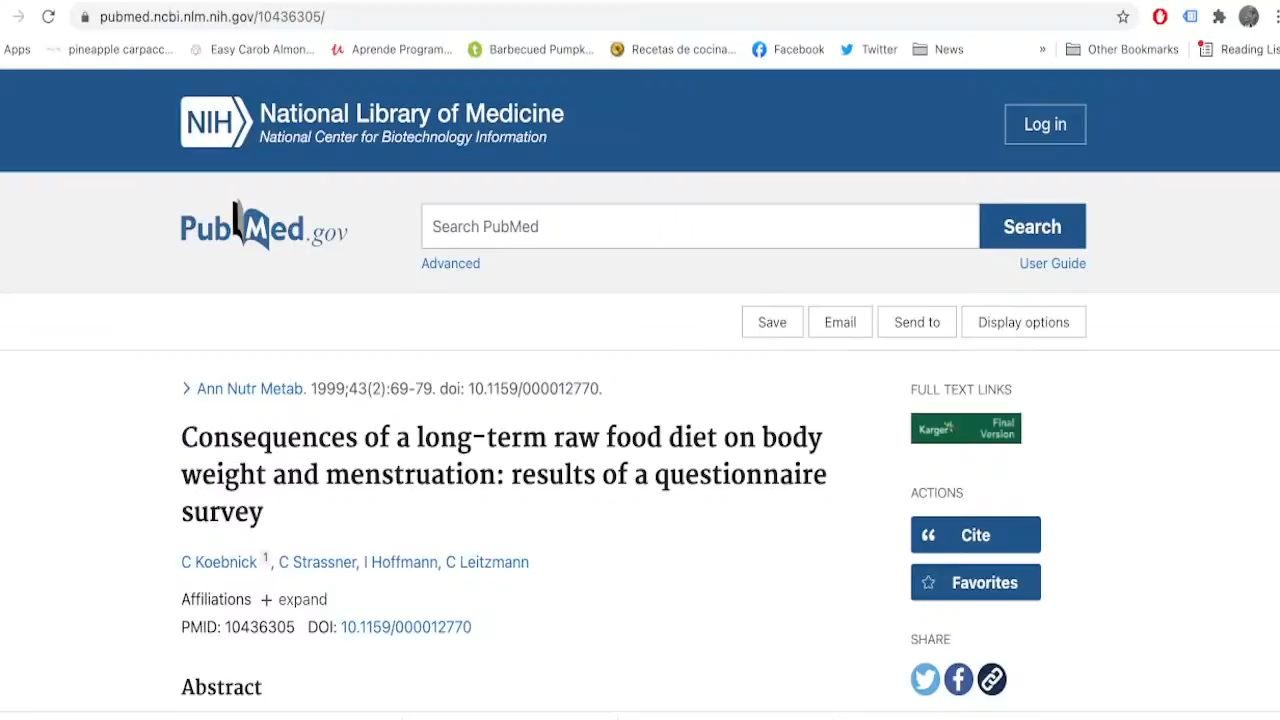 pubmed.ncbi.nlm.nih.gov/10436305/
Apps pineapple carpacc... Easy Carob Almon... Aprende Program... Barbecued Pumpk... Recetas de cocina... Facebook Twitter News » Other Bookmarks Reading Lis
NIH National Library of Medicine
National Center for Biotechnology Information
Log in
PubMed.gov
Search PubMed
Search
Advanced
User Guide
Save
Email
Send to
Display options
Ann Nutr Metab. 1999;43(2):69-79. doi: 10.1159/000012770.
Consequences of a long-term raw food diet on body
weight and menstruation: results of a questionnaire
survey
C Koebnick 1, C Strassner, I Hoffmann, C Leitzmann
Affiliations + expand
PMID: 10436305 DOI: 10.1159/000012770
Abstract
FULL TEXT LINKS
Karger
Final
Version
ACTIONS
Cite
Favorites
SHARE